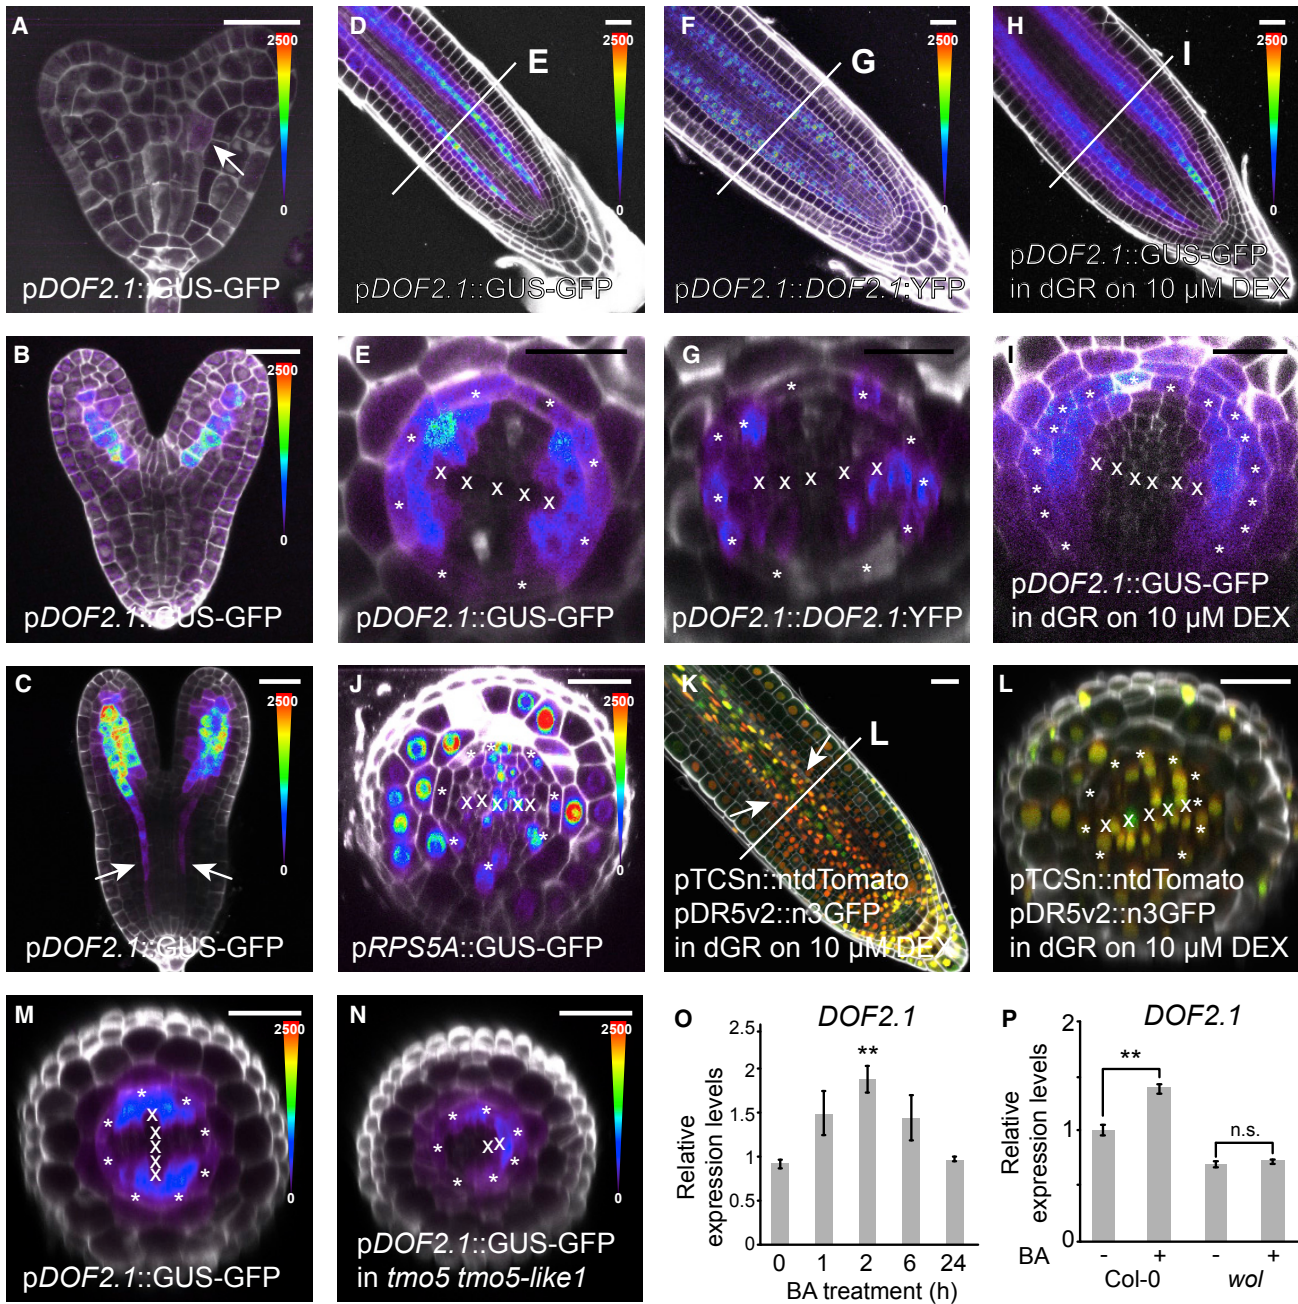 A
2500
0
pDOF2.1::GUS-GFP
D
E
2500
0
pDOF2.1::GUS-GFP
F
G
2500
0
pDOF2.1::DOF2.1:YFP
H
I
2500
0
pDOF2.1::GUS-GFP
in dGR on 10 µM DEX
B
2500
0
pDOF2.1::GUS-GFP
E
* * * * * * * *
x x x x x
pDOF2.1::GUS-GFP
G
* * * * * * * * *
x x x x x
pDOF2.1::DOF2.1:YFP
I
* * * * * * * * * * * * * * *
x x x x x x
pDOF2.1::GUS-GFP
in dGR on 10 µM DEX
C
2500
0
pDOF2.1::GUS-GFP
J
2500
* * * * * * * *
x x x x x
0
pRPS5A::GUS-GFP
K
L
pTCSn::ntdTomato
pDR5v2::n3GFP
in dGR on 10 µM DEX
L
* * * * * * * * * *
x x x x x
pTCSn::ntdTomato
pDR5v2::n3GFP
in dGR on 10 µM DEX
M
2500
* * * * * * * *
x x x x x
0
pDOF2.1::GUS-GFP
N
2500
* * * * * * * *
x x
0
pDOF2.1::GUS-GFP
in tmo5 tmo5-like1
O
DOF2.1
Relative
expression levels
2.5
2
1.5
1
0.5
0
**
0 1 2 6 24
BA treatment (h)
P
DOF2.1
Relative
expression levels
2
1
0
**
n.s.
BA - + - +
Col-0 wol